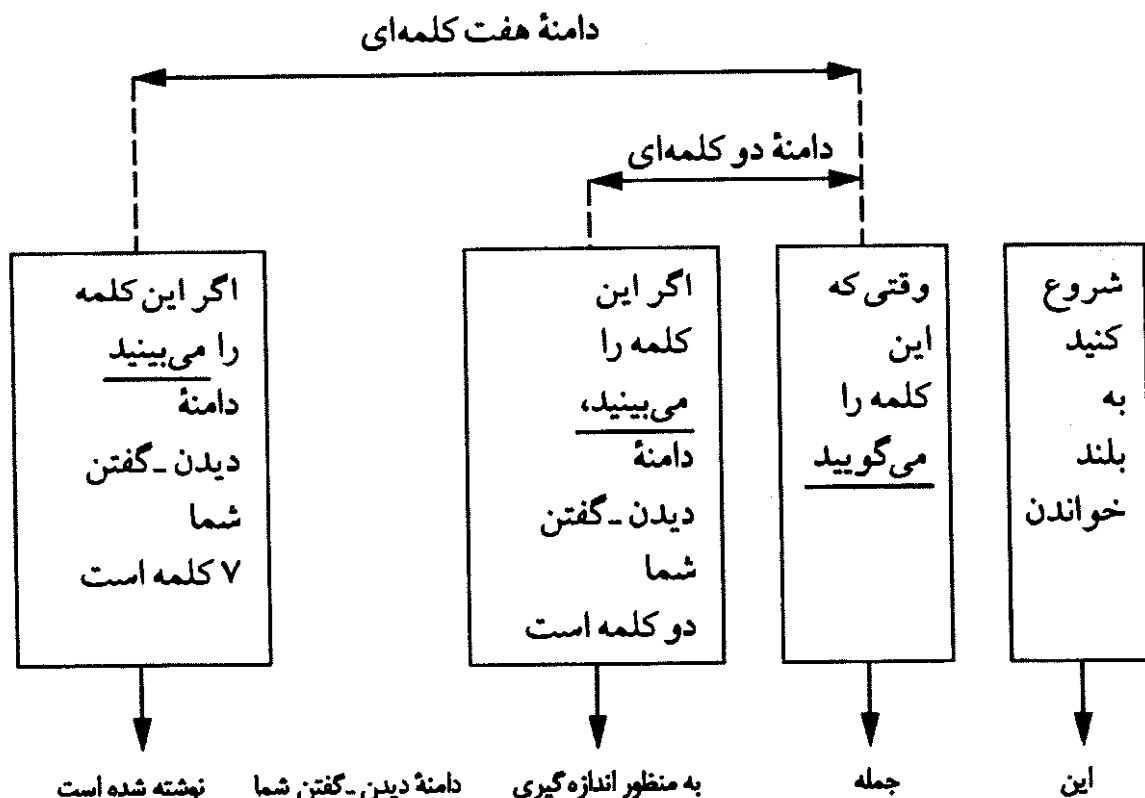 دامنهٔ هفت کلمه‌ای
دامنهٔ دو کلمه‌ای
شروع
کنید
به
بلند
خواندن
وقتی که
این
کلمه را
می‌گویید
اگر این
کلمه را
می‌بینید،
دامنهٔ
دیدن ـ گفتن
شما
دو کلمه است
اگر این کلمه
را می‌بینید
دامنهٔ
دیدن ـ گفتن
شما
۷ کلمه است
این جمله به منظور اندازه‌گیری دامنهٔ دیدن ـ گفتن شما نوشته شده است